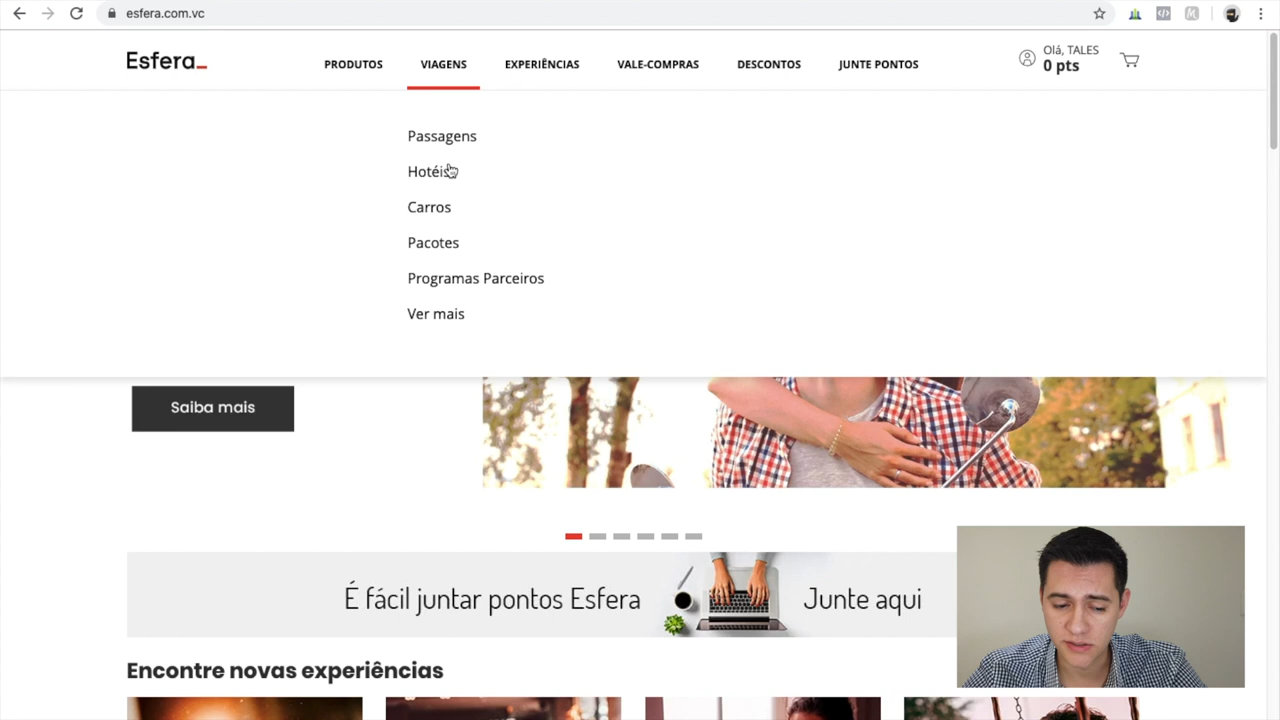 esfera.com.vc
Esfera_
PRODUTOS
VIAGENS
EXPERIÊNCIAS
VALE-COMPRAS
DESCONTOS
JUNTE PONTOS
Olá, TALES
0 pts
Passagens
Hotéis
Carros
Pacotes
Programas Parceiros
Ver mais
Saiba mais
É fácil juntar pontos Esfera
Junte aqui
Encontre novas experiências